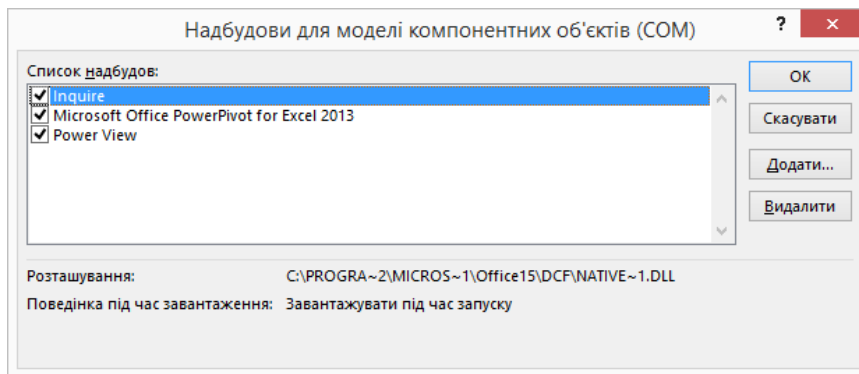 Надбудови для моделі компонентних об'єктів (COM)
?
×
Список надбудов:
Inquire
Microsoft Office PowerPivot for Excel 2013
Power View
OK
Скасувати
Додати...
Видалити
Розташування: C:\PROGRA~2\MICROS~1\Office15\DCF\NATIVE~1.DLL
Поведінка під час завантаження: Завантажувати під час запуску